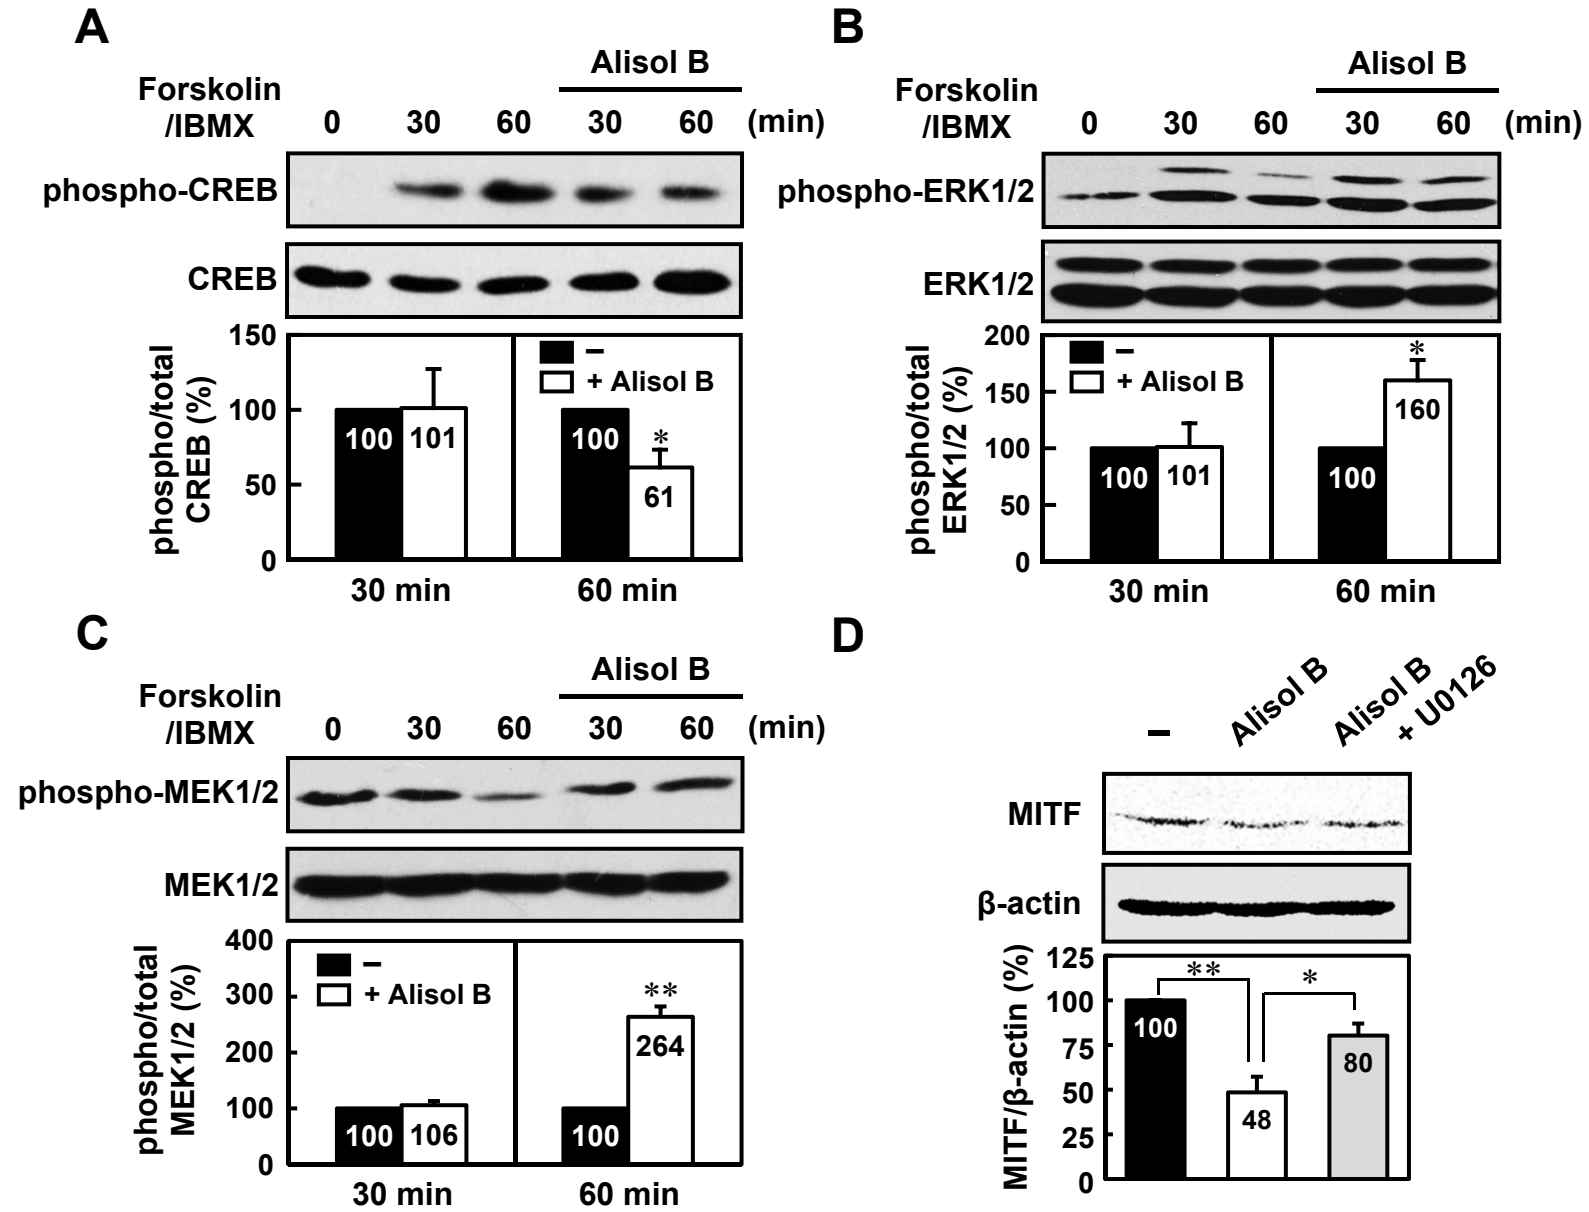 A
Alisol B
Forskolin
/IBMX 0 30 60 30 60 (min)
phospho-CREB
CREB
phospho/total
CREB (%)
150
100
50
0
–
+ Alisol B
100 101
100 61
*
30 min 60 min
B
Alisol B
Forskolin
/IBMX 0 30 60 30 60 (min)
phospho-ERK1/2
ERK1/2
phospho/total
ERK1/2 (%)
200
150
100
50
0
–
+ Alisol B
100 101
100 160
*
30 min 60 min
C
Alisol B
Forskolin
/IBMX 0 30 60 30 60 (min)
phospho-MEK1/2
MEK1/2
phospho/total
MEK1/2 (%)
400
300
200
100
0
–
+ Alisol B
100 106
100 264
**
30 min 60 min
D
–
Alisol B
Alisol B
+ U0126
MITF
β-actin
MITF/β-actin (%)
125
100
75
50
25
0
** *
100 48 80